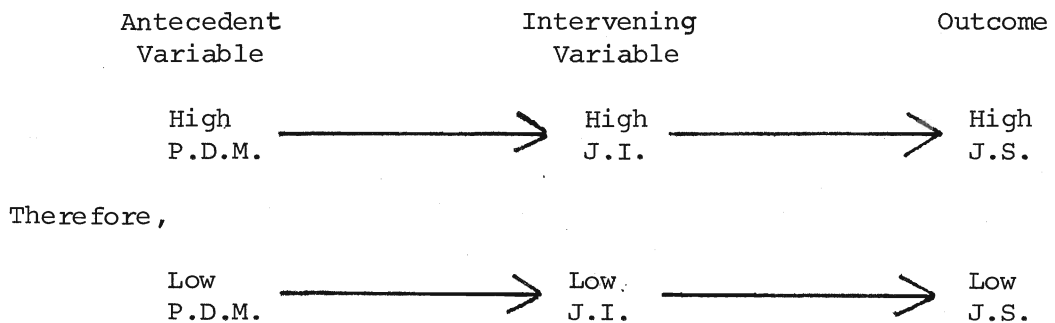 Antecedent Intervening Outcome
Variable Variable
High High High
P.D.M. J.I. J.S.
Therefore,
Low Low Low
P.D.M. J.I. J.S.